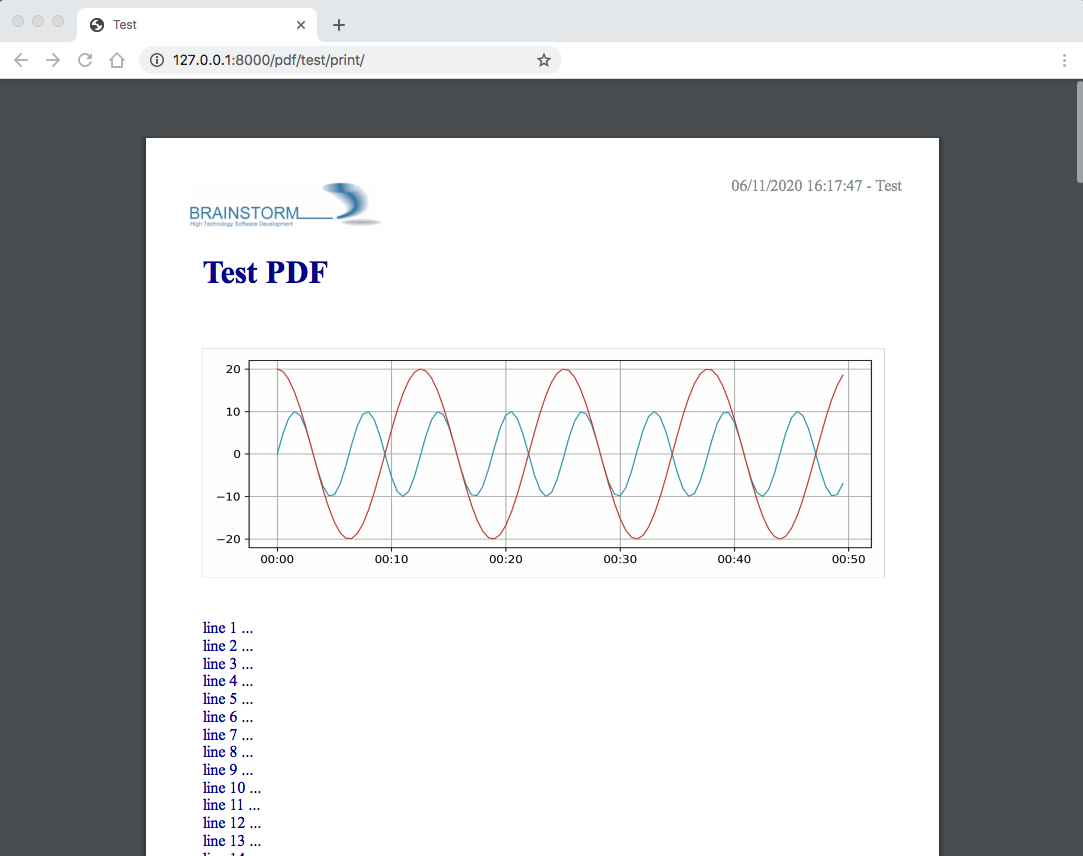 Test
127.0.0.1:8000/pdf/test/print/
06/11/2020 16:17:47 - Test
BRAINSTORM
High Technology Software Development
Test PDF
20
10
0
−10
−20
00:00 00:10 00:20 00:30 00:40 00:50
line 1 ...
line 2 ...
line 3 ...
line 4 ...
line 5 ...
line 6 ...
line 7 ...
line 8 ...
line 9 ...
line 10 ...
line 11 ...
line 12 ...
line 13 ...
line 14 ...